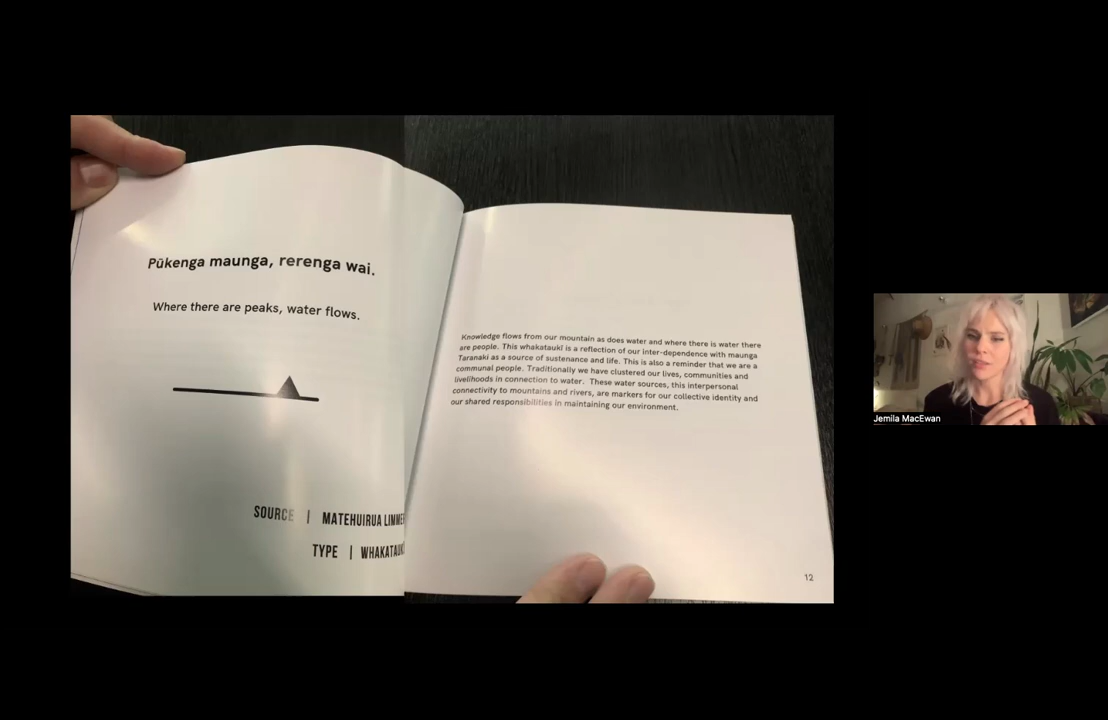 Pūkenga maunga, rerenga wai.
Where there are peaks, water flows.
SOURCE | MATEHUIRUA
TYPE |
Knowledge flows from our mountain as does water and where there is water there
are people. This whakataukī is a reflection of our inter-dependence with maunga
Taranaki as a source of sustenance and life. This is also a reminder that we are a
communal people. Traditionally we have clustered our lives, communities and
livelihoods in connection to water. These water sources, this interpersonal
connectivity to mountains and rivers, are markers for our collective identity and
our shared responsibilities in maintaining our environment.
12
Jemila MacEwan